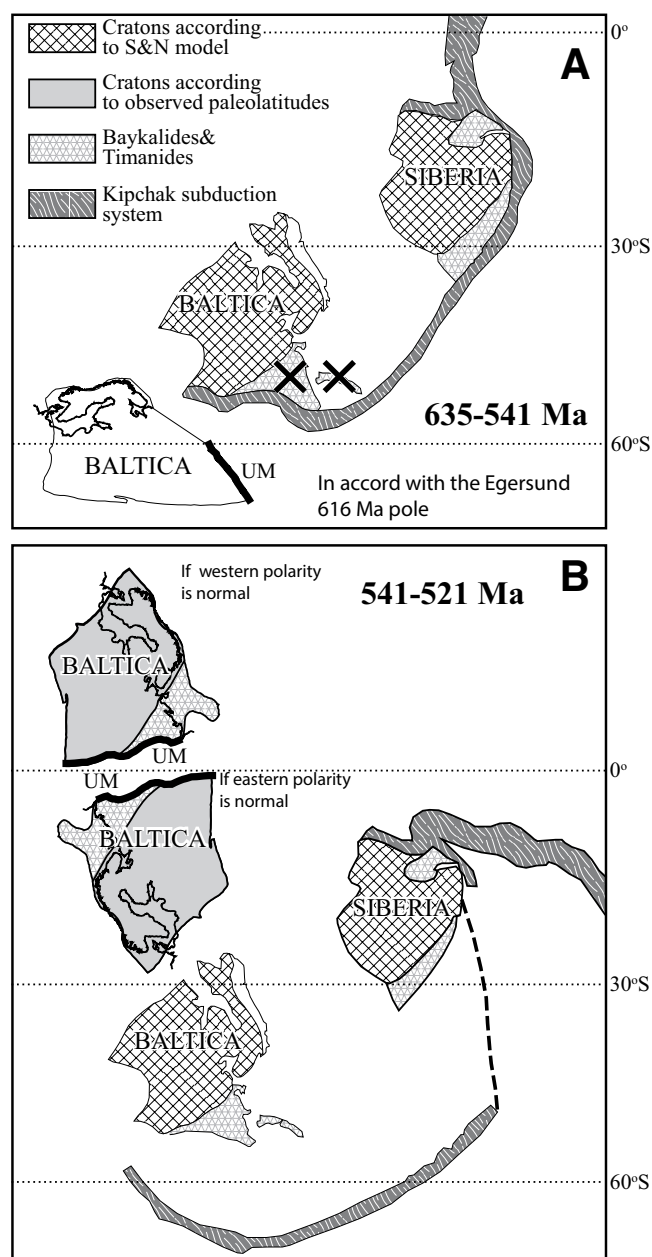 Cratons according
to S&N model
Cratons according
to observed paleolatitudes
Baykalides&
Timanides
Kipchak subduction
system
A
0°
SIBERIA
30°S
BALTICA
635-541 Ma
60°S
BALTICA
UM
In accord with the Egersund
616 Ma pole
B
If western polarity
is normal
541-521 Ma
BALTICA
UM
0°
UM
If eastern polarity
is normal
BALTICA
SIBERIA
30°S
BALTICA
60°S